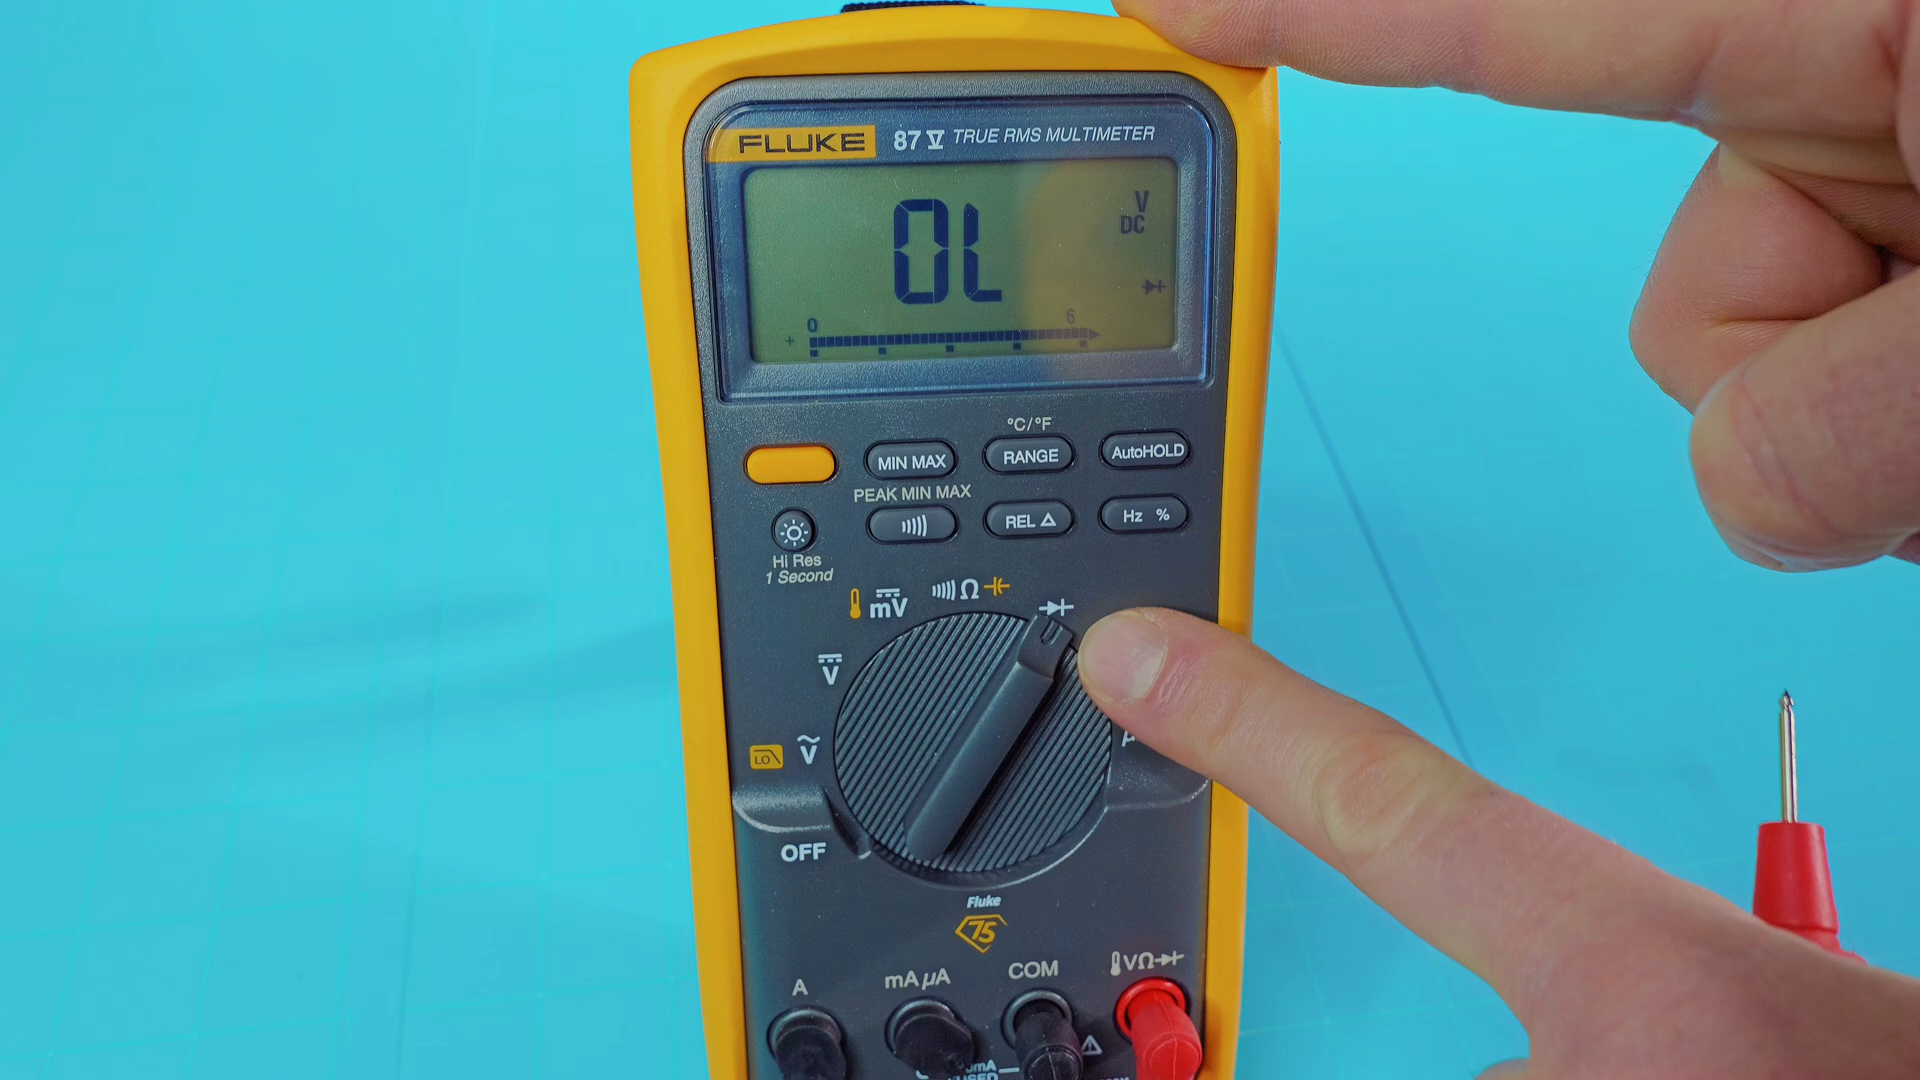 FLUKE 87 V TRUE RMS MULTIMETER
V
DC
OL
0 6
+
°C/°F
MIN MAX RANGE AutoHOLD
PEAK MIN MAX
REL △ Hz %
Hi Res
1 Second
mV Ω
V
LO V
OFF
Fluke
75
A mA µA COM VΩ